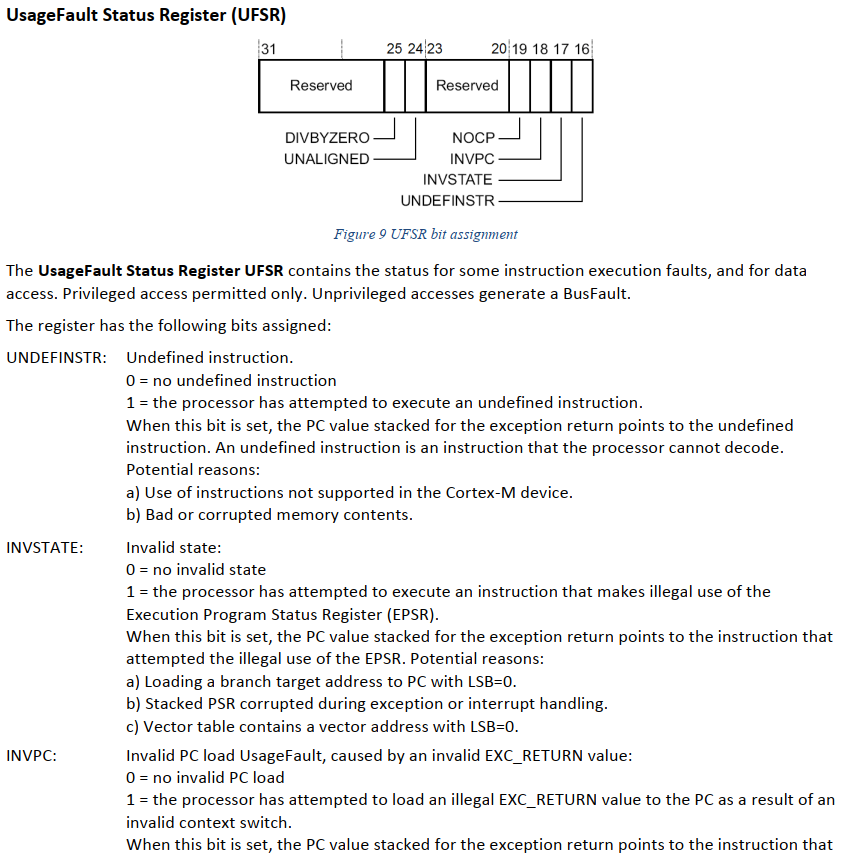 UsageFault Status Register (UFSR)
31 25 24 23 20 19 18 17 16
Reserved Reserved
DIVBYZERO NOCP
UNALIGNED INVPC
INVSTATE
UNDEFINSTR
Figure 9 UFSR bit assignment
The UsageFault Status Register UFSR contains the status for some instruction execution faults, and for data
access. Privileged access permitted only. Unprivileged accesses generate a BusFault.
The register has the following bits assigned:
UNDEFINSTR: Undefined instruction.
0 = no undefined instruction
1 = the processor has attempted to execute an undefined instruction.
When this bit is set, the PC value stacked for the exception return points to the undefined
instruction. An undefined instruction is an instruction that the processor cannot decode.
Potential reasons:
a) Use of instructions not supported in the Cortex-M device.
b) Bad or corrupted memory contents.
INVSTATE: Invalid state:
0 = no invalid state
1 = the processor has attempted to execute an instruction that makes illegal use of the
Execution Program Status Register (EPSR).
When this bit is set, the PC value stacked for the exception return points to the instruction that
attempted the illegal use of the EPSR. Potential reasons:
a) Loading a branch target address to PC with LSB=0.
b) Stacked PSR corrupted during exception or interrupt handling.
c) Vector table contains a vector address with LSB=0.
INVPC: Invalid PC load UsageFault, caused by an invalid EXC_RETURN value:
0 = no invalid PC load
1 = the processor has attempted to load an illegal EXC_RETURN value to the PC as a result of an
invalid context switch.
When this bit is set, the PC value stacked for the exception return points to the instruction that